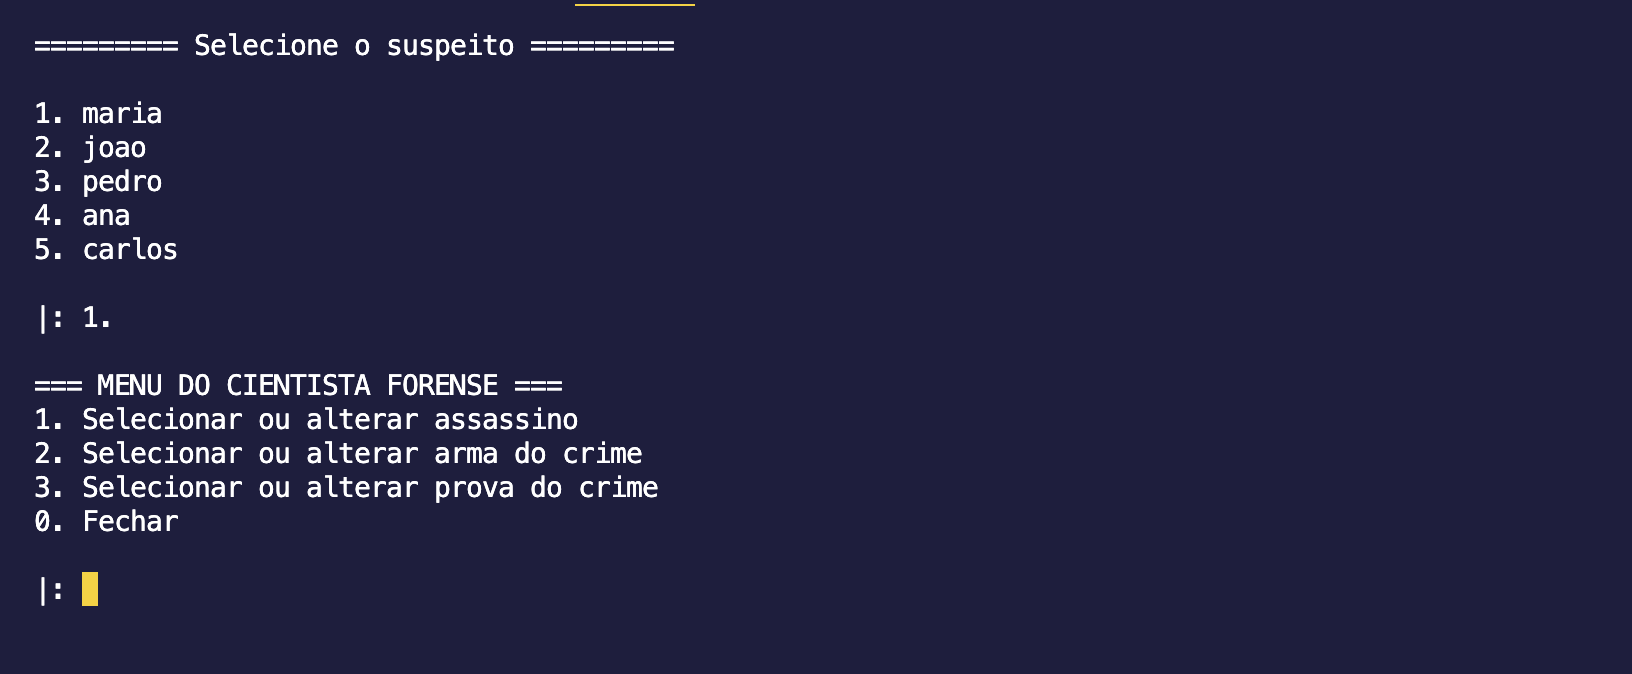 ========= Selecione o suspeito =========
1. maria
2. joao
3. pedro
4. ana
5. carlos
|: 1.
=== MENU DO CIENTISTA FORENSE ===
1. Selecionar ou alterar assassino
2. Selecionar ou alterar arma do crime
3. Selecionar ou alterar prova do crime
0. Fechar
|: